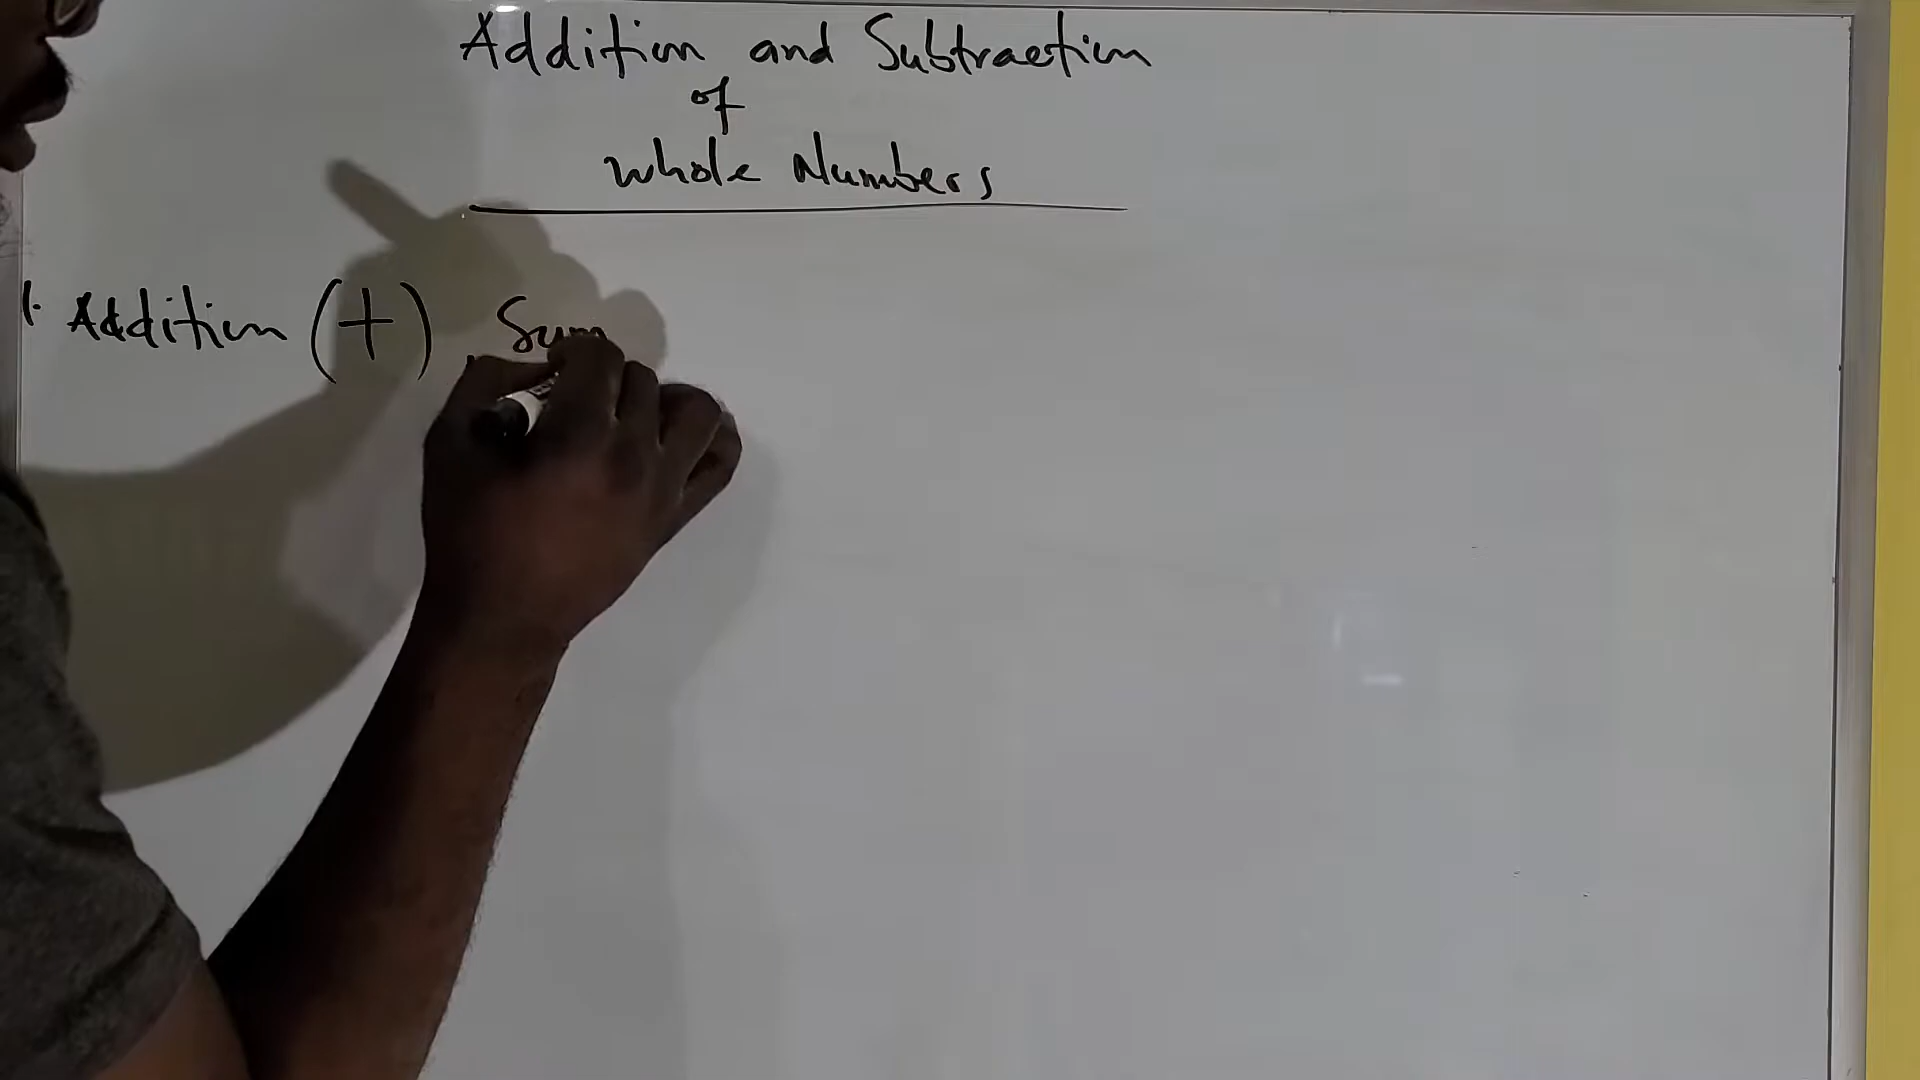 Addition and Subtraction
of
Whole Numbers
1. Addition (+) Sum